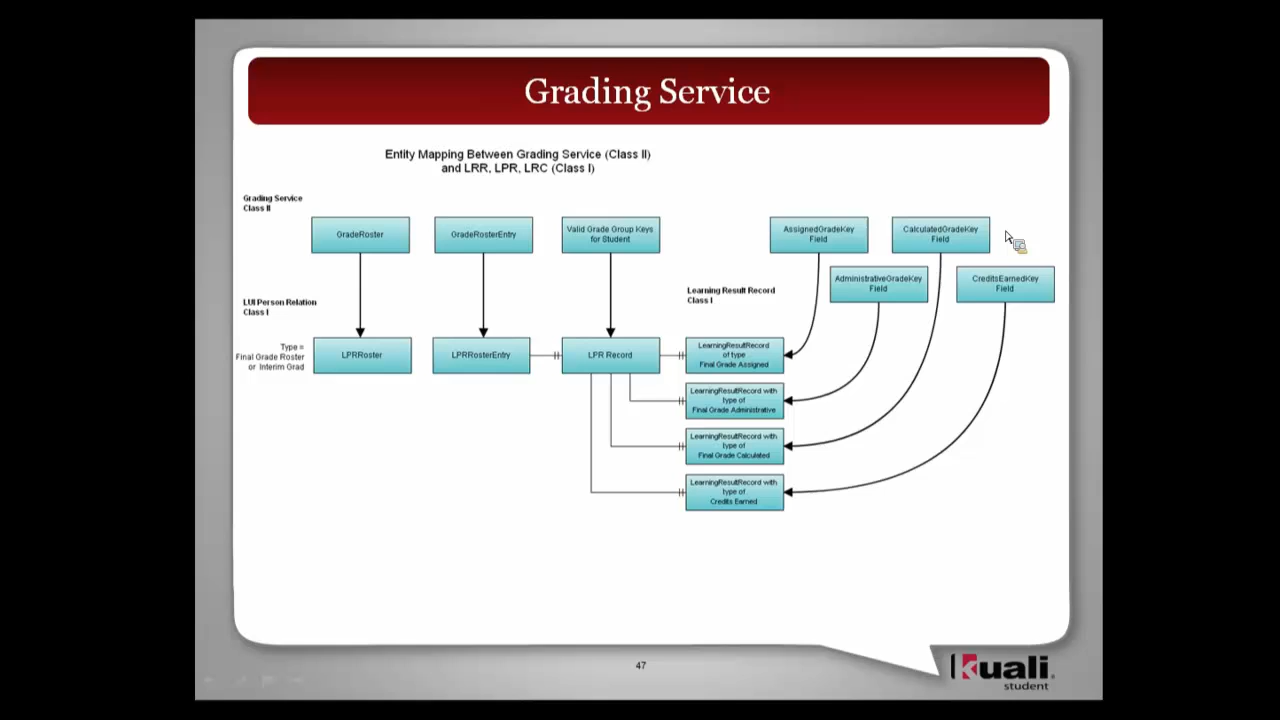 Grading Service
Entity Mapping Between Grading Service (Class II)
and LRR, LPR, LRC (Class I)
Grading Service
Class II
GradeRoster
GradeRosterEntry
Valid Grade Group Keys
for Student
AssignedGradeKey
Field
CalculatedGradeKey
Field
AdministrativeGradeKey
Field
CreditsEarnedKey
Field
LUI Person Relation
Class I
Learning Result Record
Class I
Type =
Final Grade Roster
or Interim Grad
LPRRoster
LPRRosterEntry
LPR Record
LearningResultRecord
of type
Final Grade Assigned
LearningResultRecord with
type of
Final Grade Administrative
LearningResultRecord with
type of
Final Grade Calculated
LearningResultRecord with
type of
Credits Earned
47
kuali
student